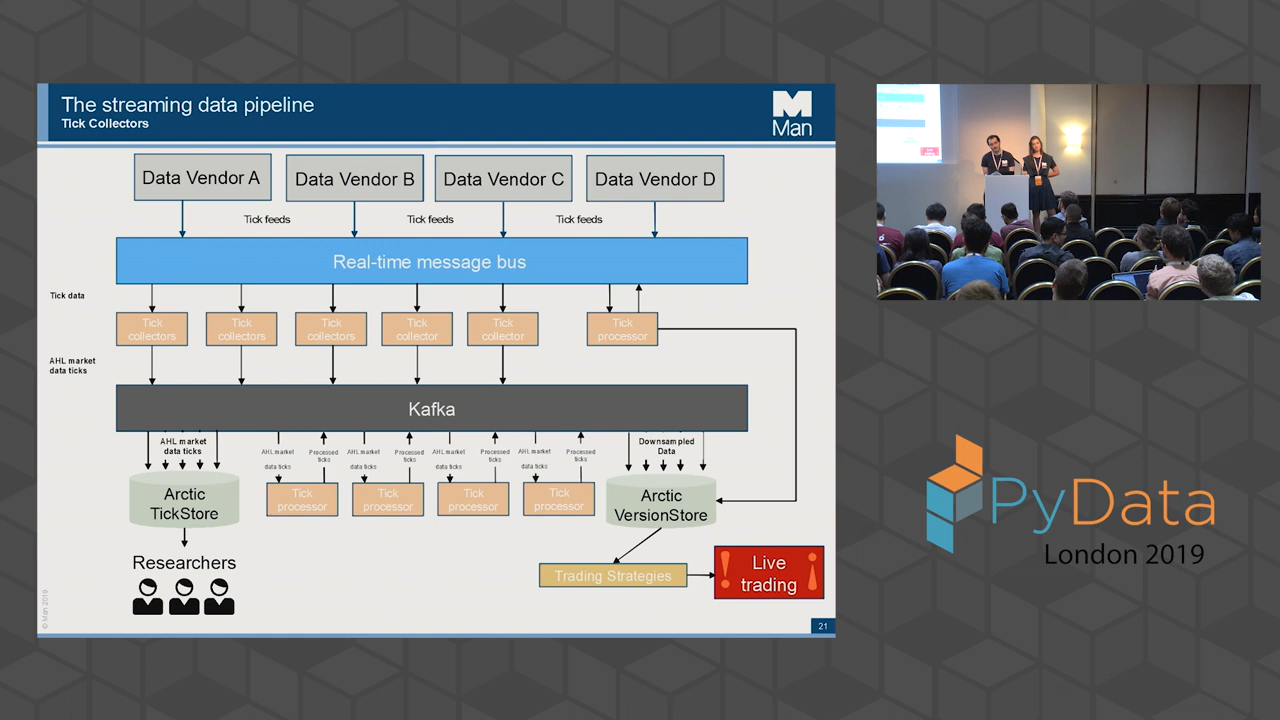 The streaming data pipeline
Tick Collectors
Man
Data Vendor A
Data Vendor B
Data Vendor C
Data Vendor D
Tick feeds
Tick feeds
Tick feeds
Real-time message bus
Tick data
Tick
collectors
Tick
collectors
Tick
collectors
Tick
collector
Tick
collector
Tick
processor
AHL market
data ticks
Kafka
AHL market
data ticks
AHL market
data ticks
Processed
ticks
AHL market
data ticks
Processed
ticks
AHL market
data ticks
Processed
ticks
AHL market
data ticks
Processed
ticks
Downsampled
Data
Arctic
TickStore
Tick
processor
Tick
processor
Tick
processor
Tick
processor
Arctic
VersionStore
Researchers
Trading Strategies
! Live
trading !
© Man 2019
21
PyData
London 2019